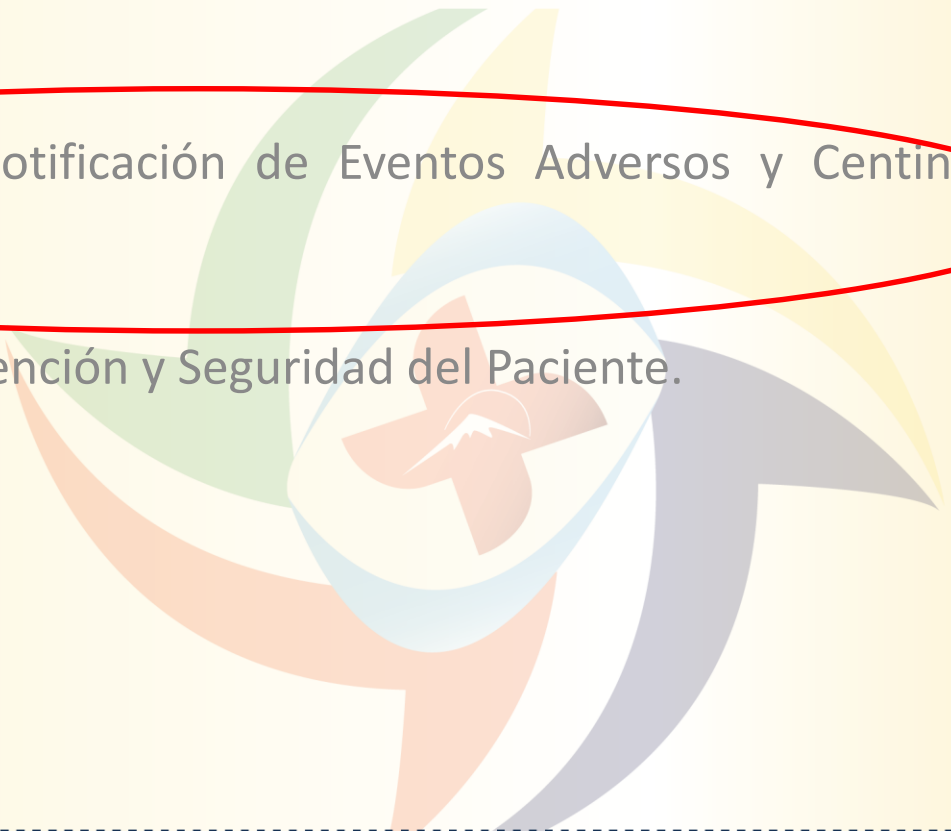 otificación de Eventos Adversos y Centin
ención y Seguridad del Paciente.